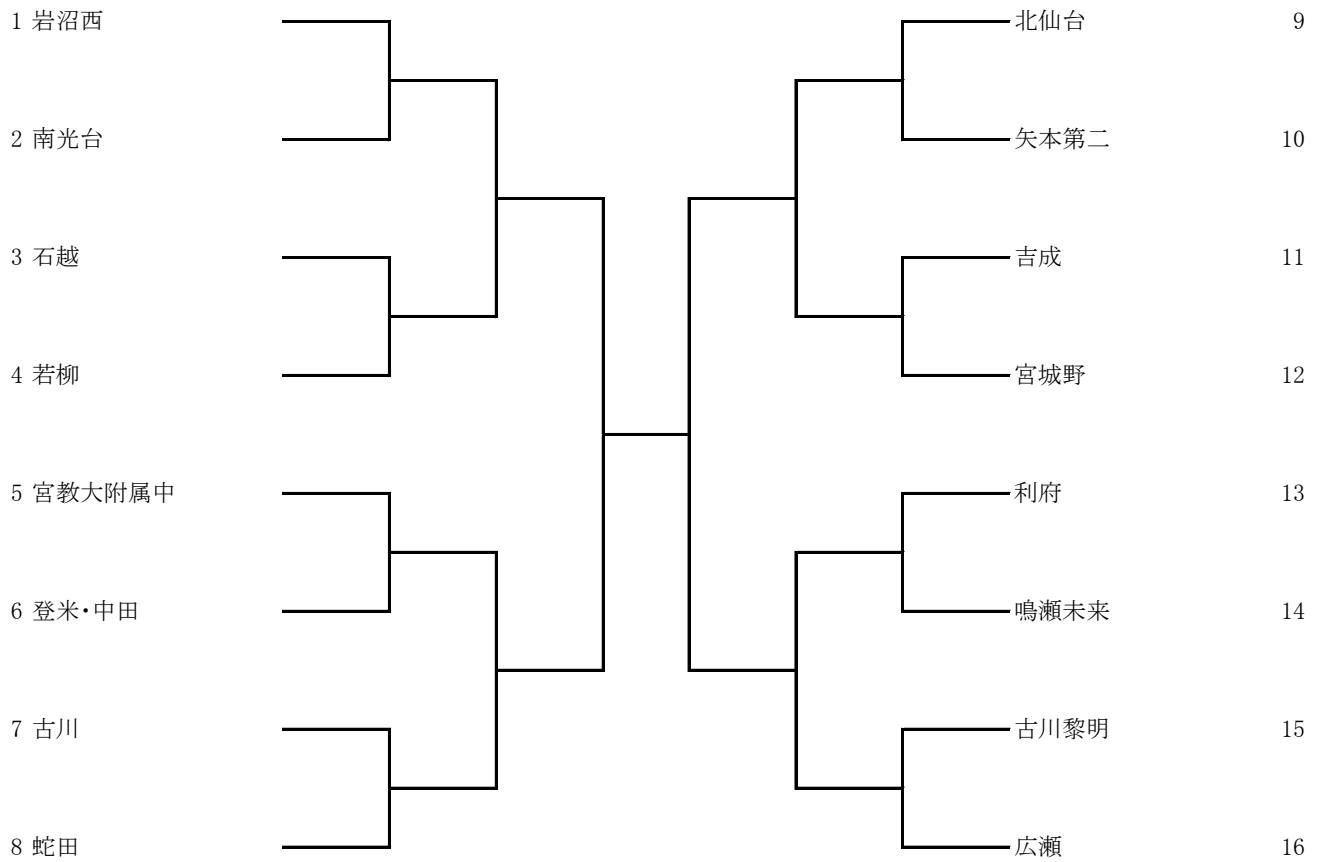 1 岩沼西
2 南光台
3 石越
4 若柳
5 宮教大附属中
6 登米・中田
7 古川
8 蛇田
北仙台 9
矢本第二 10
吉成 11
宮城野 12
利府 13
鳴瀬未来 14
古川黎明 15
広瀬 16